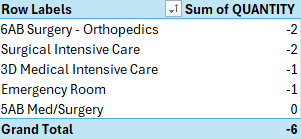 Row Labels Sum of QUANTITY
6AB Surgery - Orthopedics -2
Surgical Intensive Care -2
3D Medical Intensive Care -1
Emergency Room -1
5AB Med/Surgery 0
Grand Total -6